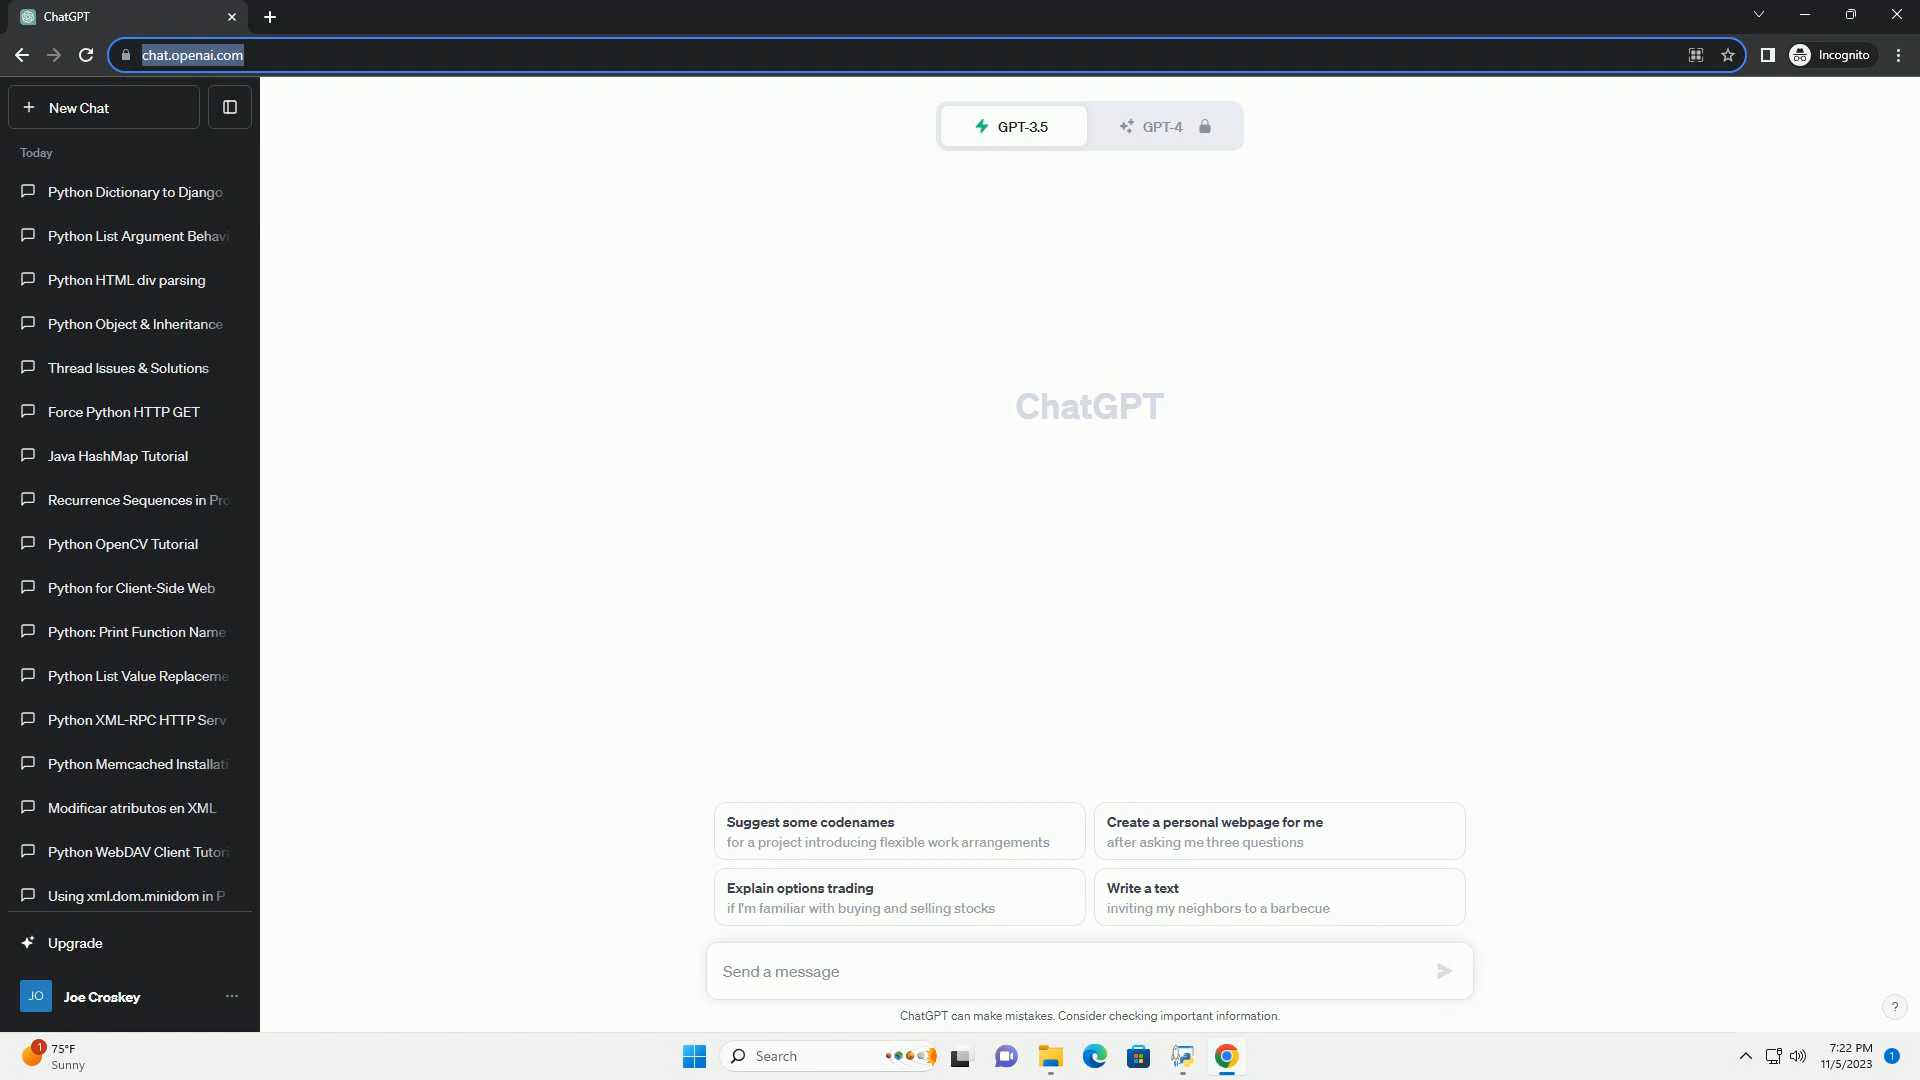 ChatGPT
chat.openai.com
Incognito
New Chat
GPT-3.5
GPT-4
Today
Python Dictionary to Django
Python List Argument Behavi
Python HTML div parsing
Python Object & Inheritance
Thread Issues & Solutions
Force Python HTTP GET
Java HashMap Tutorial
Recurrence Sequences in Pro
Python OpenCV Tutorial
Python for Client-Side Web
Python: Print Function Name
Python List Value Replaceme
Python XML-RPC HTTP Serv
Python Memcached Installati
Modificar atributos en XML
Python WebDAV Client Tutori
Using xml.dom.minidom in P
Upgrade
JO
Joe Croskey
ChatGPT
Suggest some codenames
for a project introducing flexible work arrangements
Create a personal webpage for me
after asking me three questions
Explain options trading
if I'm familiar with buying and selling stocks
Write a text
inviting my neighbors to a barbecue
Send a message
ChatGPT can make mistakes. Consider checking important information.
?
1
75°F
Sunny
Search
7:22 PM
11/5/2023
1